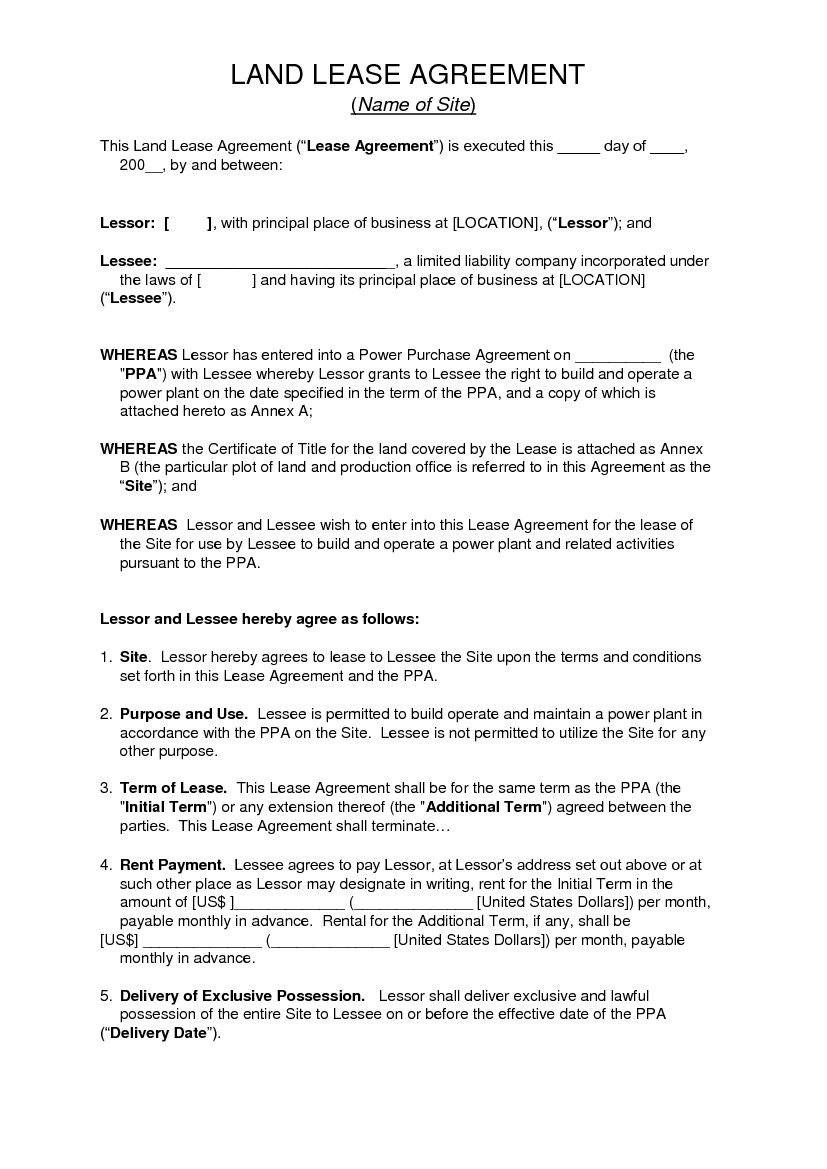 LAND LEASE AGREEMENT
(Name of Site)
This Land Lease Agreement (“Lease Agreement”) is executed this _____ day of ____,
200__, by and between:
Lessor:  [         ], with principal place of business at [LOCATION], (“Lessor”); and
Lessee:  ___________________________, a limited liability company incorporated under
the laws of [            ] and having its principal place of business at [LOCATION]
(“Lessee”).
WHEREAS Lessor has entered into a Power Purchase Agreement on __________  (the
"PPA") with Lessee whereby Lessor grants to Lessee the right to build and operate a
power plant on the date specified in the term of the PPA, and a copy of which is
attached hereto as Annex A;
WHEREAS the Certificate of Title for the land covered by the Lease is attached as Annex
B (the particular plot of land and production office is referred to in this Agreement as the
“Site”); and
WHEREAS  Lessor and Lessee wish to enter into this Lease Agreement for the lease of
the Site for use by Lessee to build and operate a power plant and related activities
pursuant to the PPA.
Lessor and Lessee hereby agree as follows:
1.  Site.  Lessor hereby agrees to lease to Lessee the Site upon the terms and conditions
set forth in this Lease Agreement and the PPA.
2.  Purpose and Use.  Lessee is permitted to build operate and maintain a power plant in
accordance with the PPA on the Site.  Lessee is not permitted to utilize the Site for any
other purpose.
3.  Term of Lease.  This Lease Agreement shall be for the same term as the PPA (the
"Initial Term") or any extension thereof (the "Additional Term") agreed between the
parties.  This Lease Agreement shall terminate…
4.  Rent Payment.  Lessee agrees to pay Lessor, at Lessor’s address set out above or at
such other place as Lessor may designate in writing, rent for the Initial Term in the
amount of [US$ ]_____________ (______________ [United States Dollars]) per month,
payable monthly in advance.  Rental for the Additional Term, if any, shall be
[US$] ______________ (______________ [United States Dollars]) per month, payable
monthly in advance.
5.  Delivery of Exclusive Possession.   Lessor shall deliver exclusive and lawful
possession of the entire Site to Lessee on or before the effective date of the PPA
(“Delivery Date”).